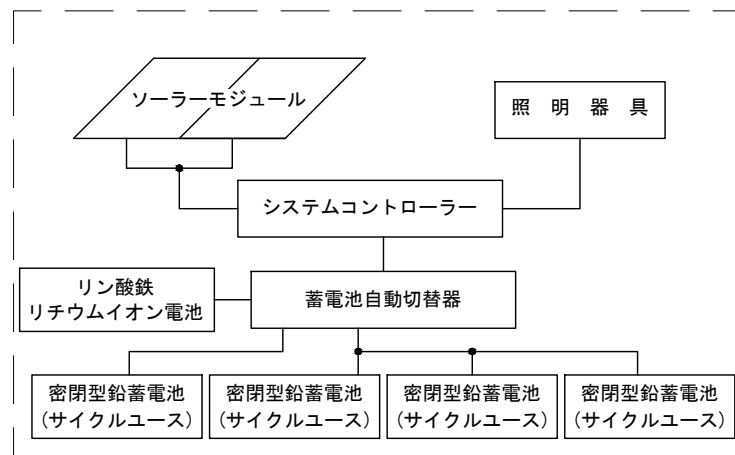 ソーラーモジュール
照 明 器 具
システムコントローラー
リン酸鉄
リチウムイオン電池
蓄電池自動切替器
密閉型鉛蓄電池
(サイクルユース)
密閉型鉛蓄電池
(サイクルユース)
密閉型鉛蓄電池
(サイクルユース)
密閉型鉛蓄電池
(サイクルユース)